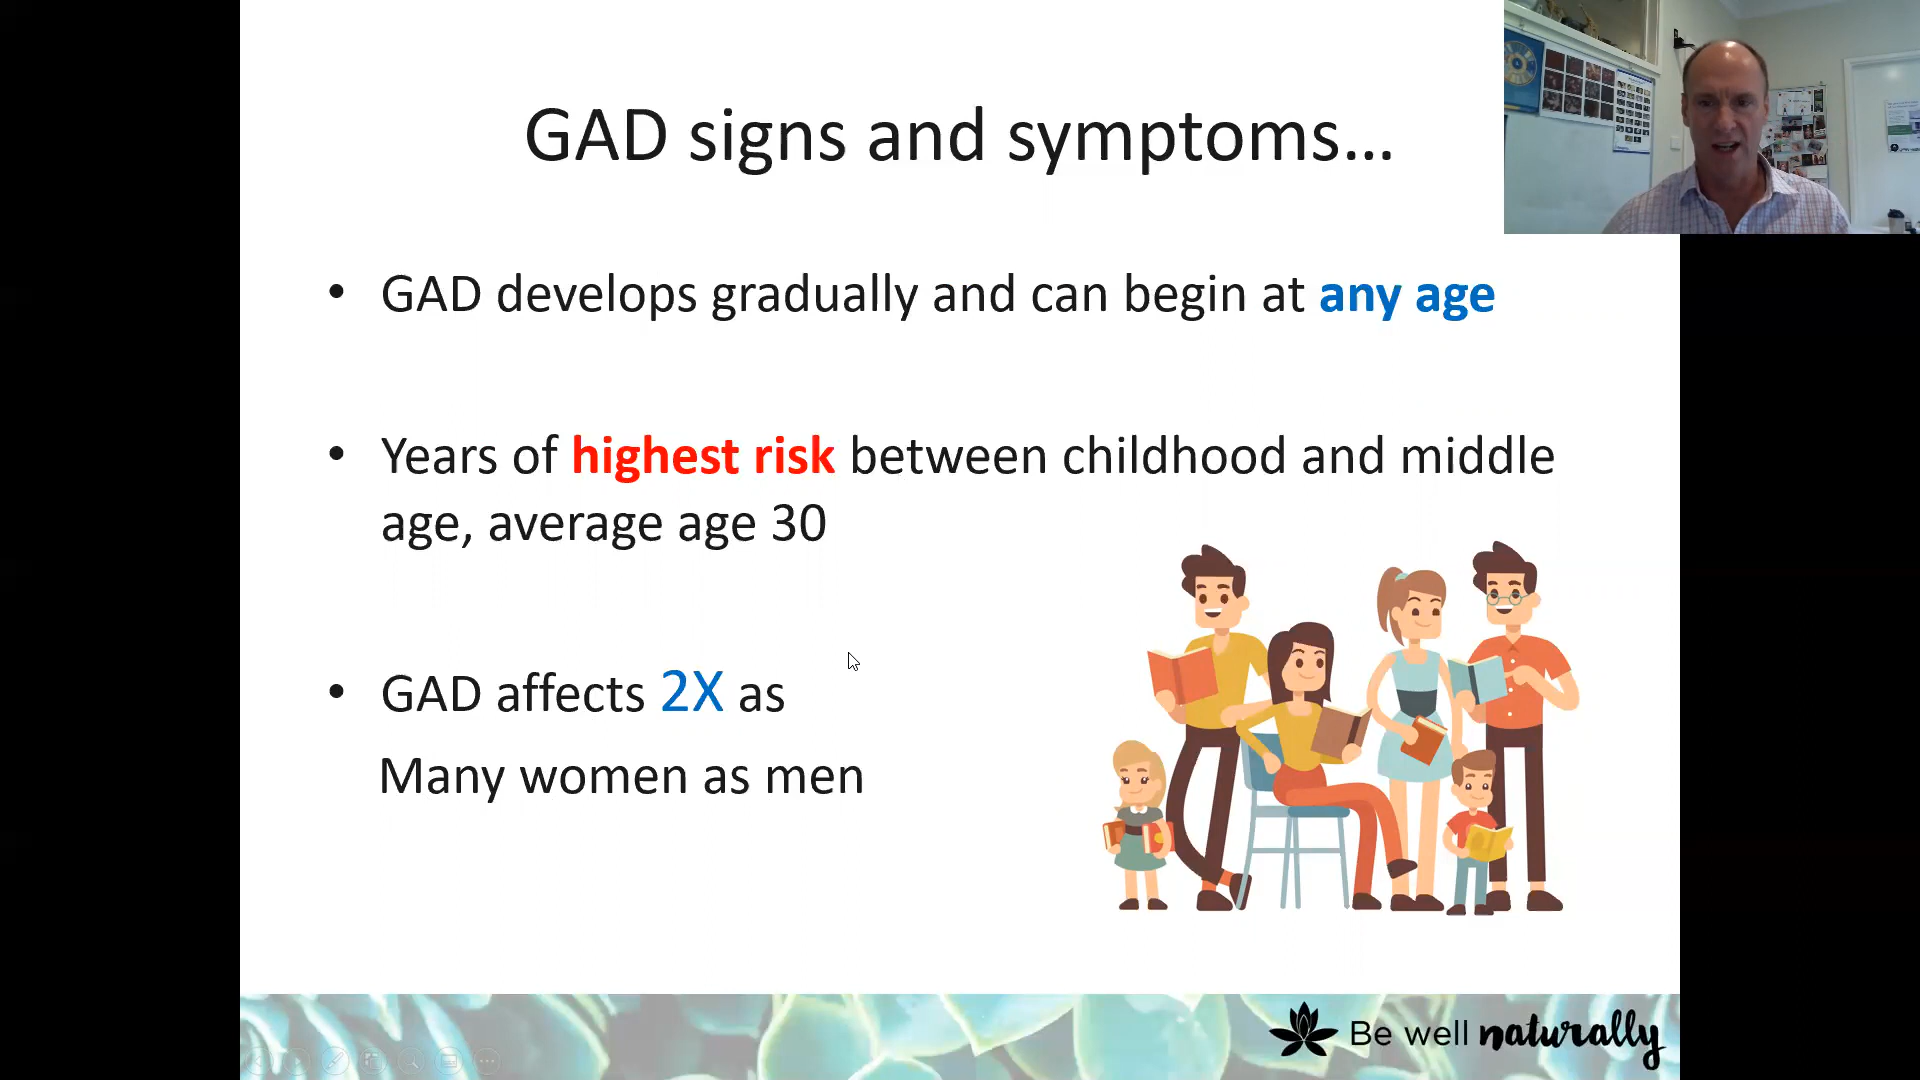 GAD signs and symptoms...
• GAD develops gradually and can begin at any age
• Years of highest risk between childhood and middle
age, average age 30
• GAD affects 2X as
Many women as men
Be well naturally